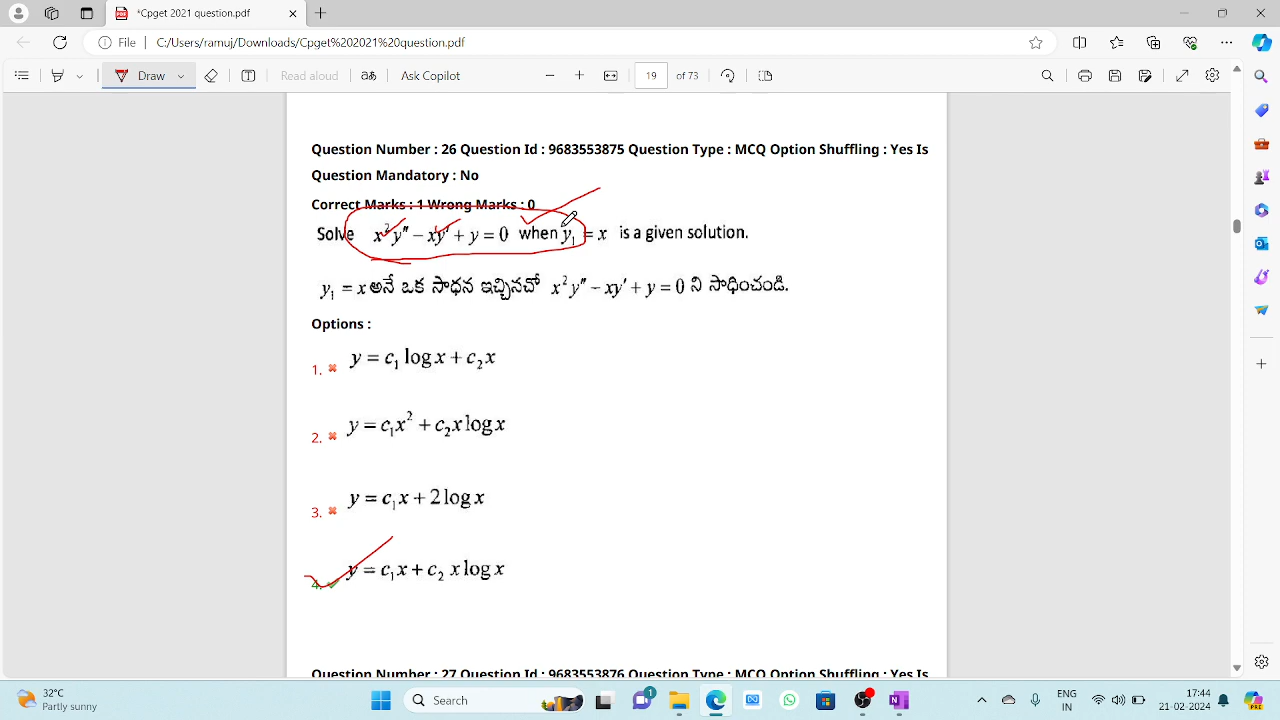 *Cpget 2021 question.pdf
File C:/Users/ramuj/Downloads/Cpget%202021%20question.pdf
Draw Read aloud Ask Copilot 19 of 73
Question Number : 26 Question Id : 9683553875 Question Type : MCQ Option Shuffling : Yes Is
Question Mandatory : No
Correct Marks : 1 Wrong Marks : 0
Solve x²y″ − xy′ + y = 0 when y₁ = x is a given solution.
y₁ = x అనే ఒక సాధన ఇచ్చినచో x²y″ − xy′ + y = 0 ని సాధించండి.
Options :
1. y = c₁ log x + c₂ x
2. y = c₁x² + c₂ x log x
3. y = c₁x + 2 log x
4. y = c₁x + c₂ x log x
Question Number : 27 Question Id : 9683553876 Question Type : MCQ Option Shuffling : Yes Is
32°C
Partly sunny
Search
1
ENG
IN
17:44
21-02-2024